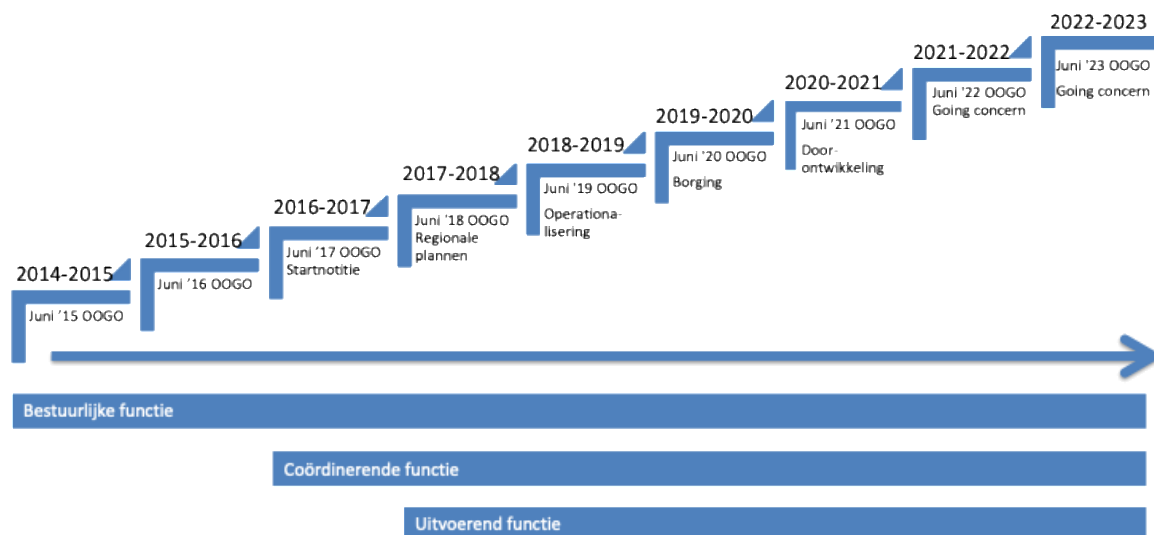 2014-2015
Juni '15 OOGO
2015-2016
Juni '16 OOGO
2016-2017
Juni '17 OOGO
Startnotitie
2017-2018
Juni '18 OOGO
Regionale
plannen
2018-2019
Juni '19 OOGO
Operationa-
lisering
2019-2020
Juni '20 OOGO
Borging
2020-2021
Juni '21 OOGO
Door-
ontwikkeling
2021-2022
Juni '22 OOGO
Going concern
2022-2023
Juni '23 OOGO
Going concern
Bestuurlijke functie
Coördinerende functie
Uitvoerend functie